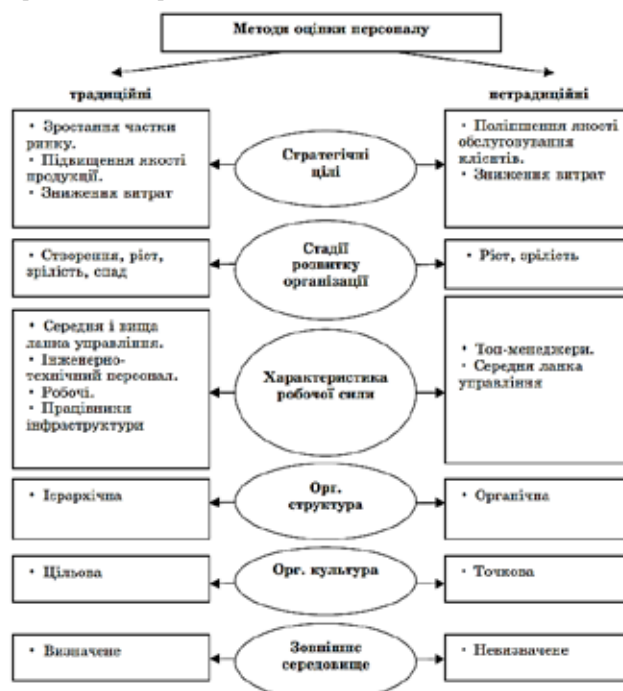 Методи оцінки персоналу
традиційні
нетрадиційні
• Зростання частки
ринку.
• Підвищення якості
продукції.
• Зниження витрат
Стратегічні
цілі
• Поліпшення якості
обслуговування
клієнтів.
• Зниження витрат
• Створення, ріст,
зрілість, спад
Стадії
розвитку
організації
• Ріст, зрілість
• Середня і вища
ланка управління.
• Інженерно-
технічний персонал.
• Робочі.
• Працівники
інфраструктури
Характеристика
робочої сили
• Топ-менеджери.
• Середня ланка
управління
• Ієрархічна
Орг.
структура
• Органічна
• Цільова
Орг. культура
• Точкова
• Визначене
Зовнішнє
середовище
• Невизначене